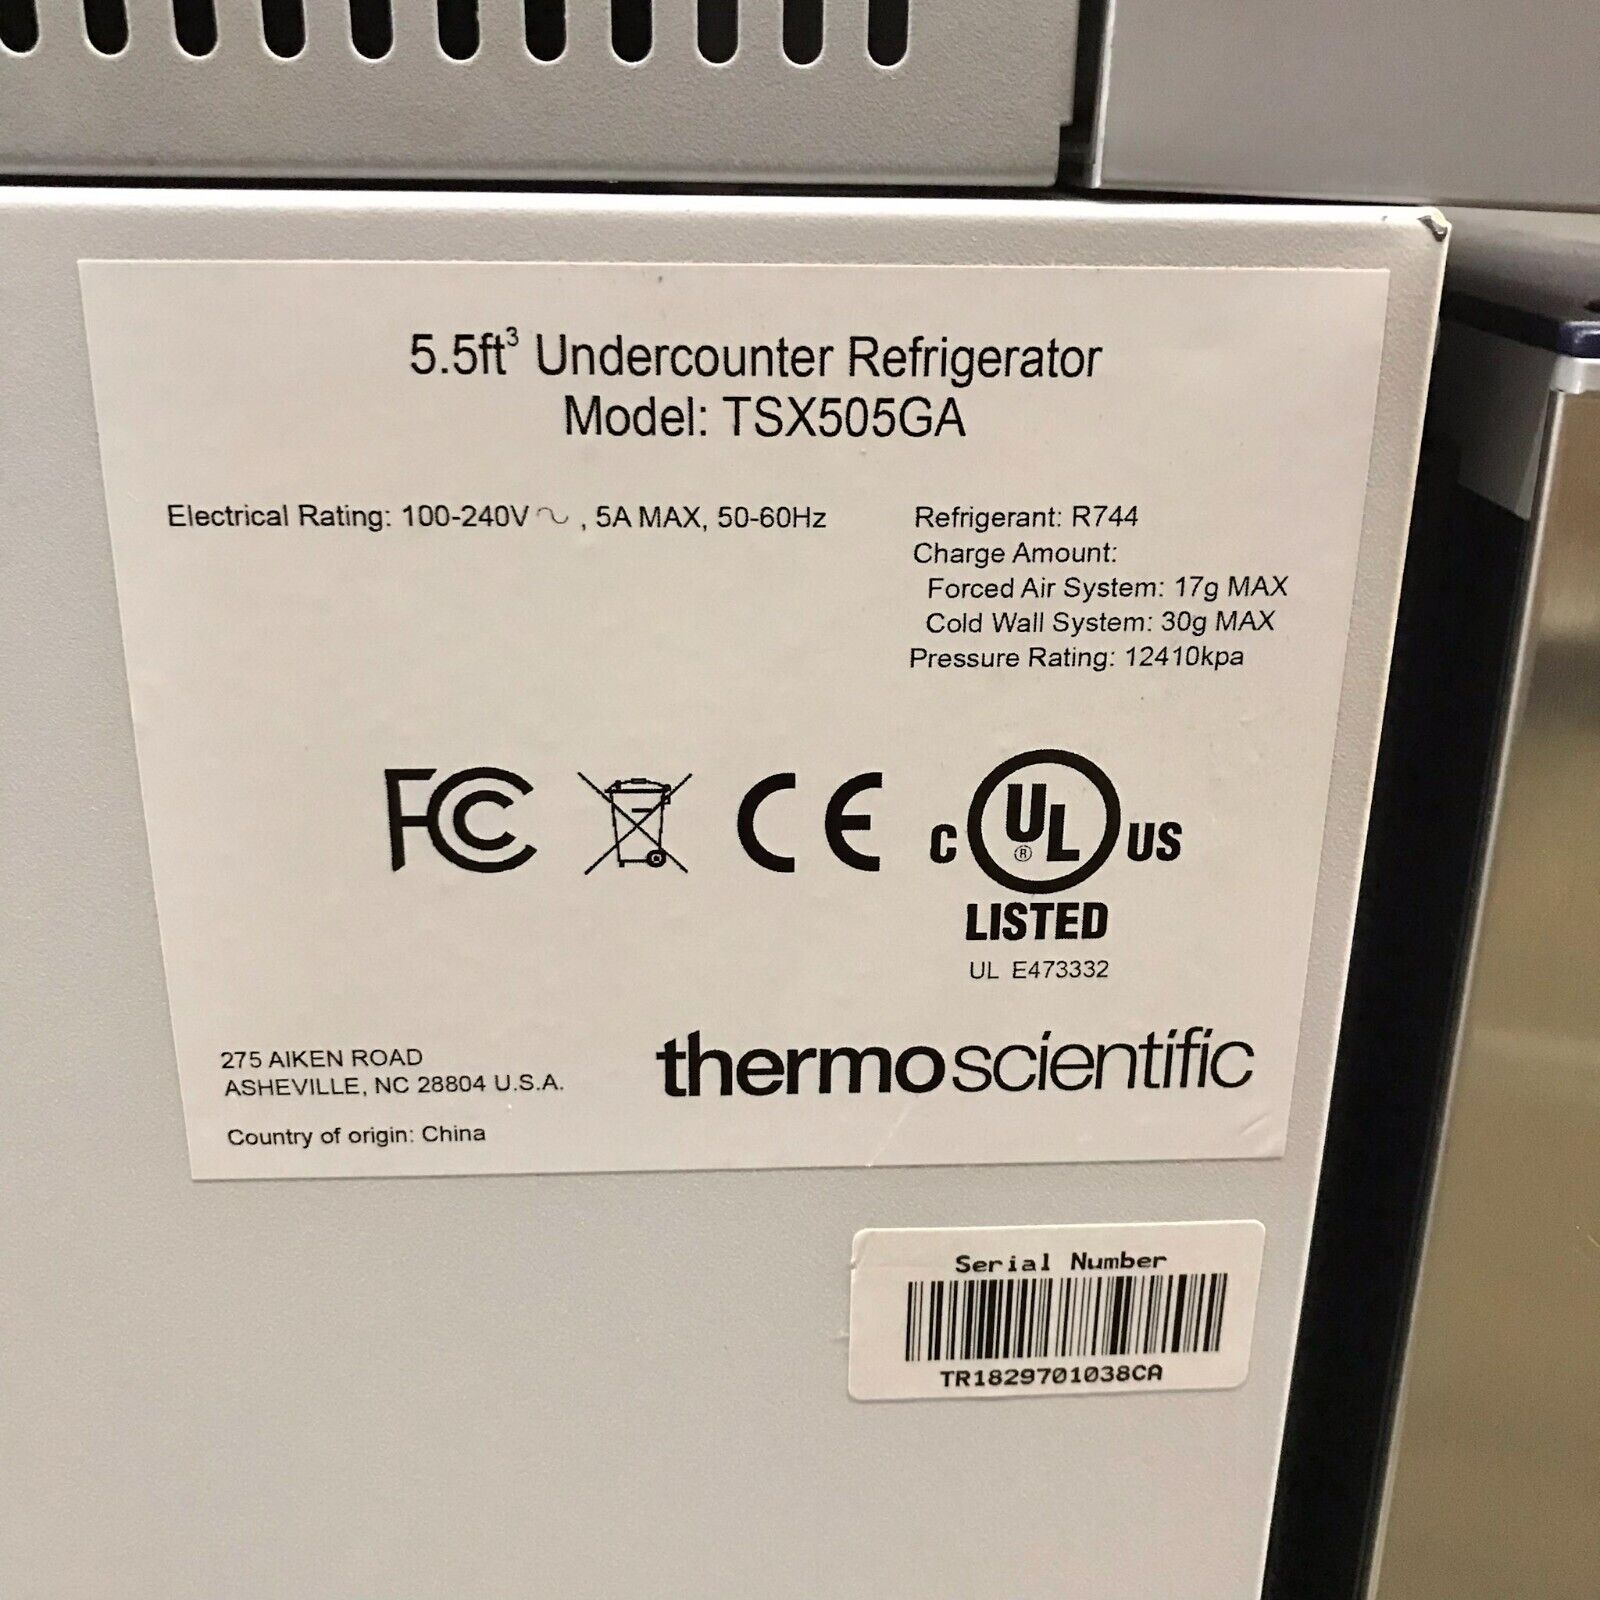 5.5ft³ Undercounter Refrigerator
Model: TSX505GA
Electrical Rating: 100-240V ~ , 5A MAX, 50-60Hz
Refrigerant: R744
Charge Amount:
Forced Air System: 17g MAX
Cold Wall System: 30g MAX
Pressure Rating: 12410kpa
FC CE C UL ® US
LISTED
UL E473332
275 AIKEN ROAD
ASHEVILLE, NC 28804 U.S.A.
thermoscientific
Country of origin: China
Serial Number
TR1829701038CA